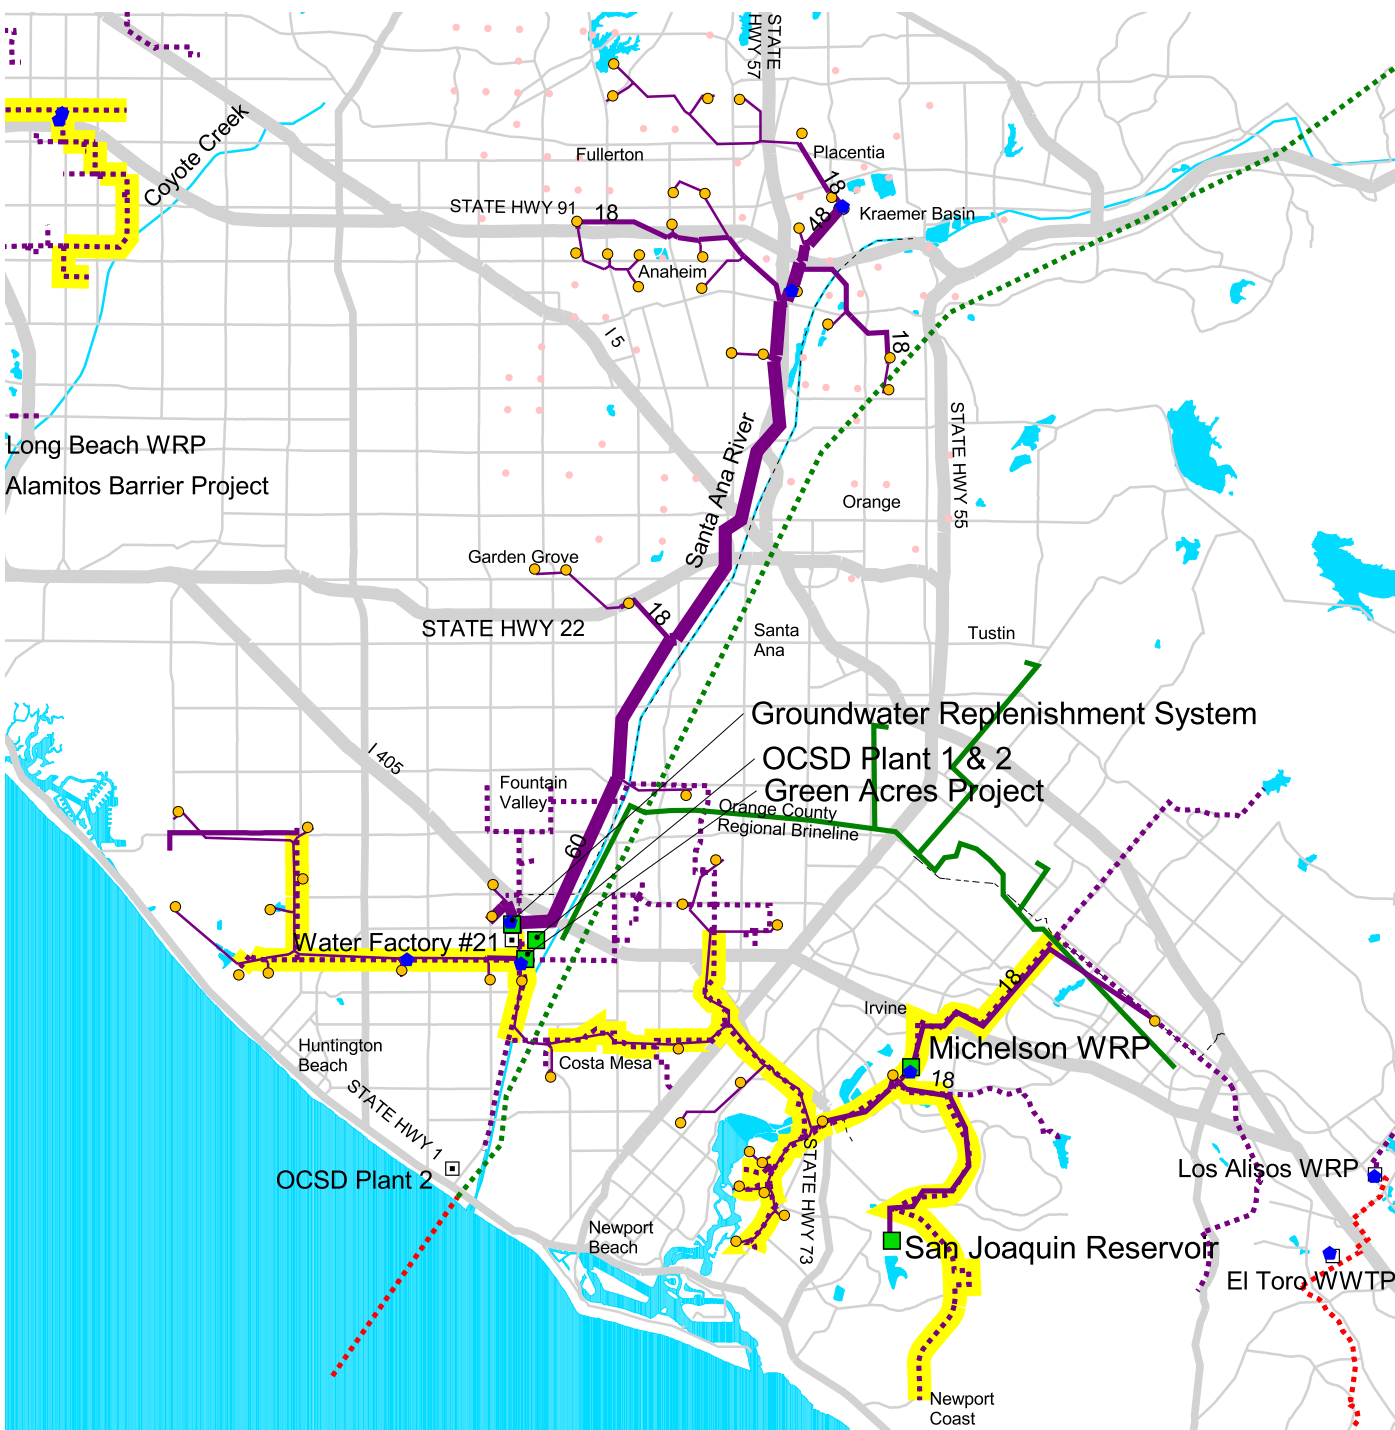 STATE
HWY 57
Coyote Creek
Fullerton
Placentia
18
STATE HWY 91
18
48
Kraemer Basin
Anaheim
I 5
18
STATE HWY 55
Long Beach WRP
Alamitos Barrier Project
Santa Ana River
Orange
Garden Grove
18
STATE HWY 22
Santa
Ana
Tustin
Groundwater Replenishment System
I 405
OCSD Plant 1 & 2
Fountain
Valley
Green Acres Project
Orange County
Regional Brineline
60
Water Factory #21
18
Irvine
Huntington
Beach
Costa Mesa
Michelson WRP
18
STATE HWY 1
OCSD Plant 2
STATE HWY 73
Los Alisos WRP
Newport
Beach
San Joaquin Reservoir
El Toro WWTP
Newport
Coast